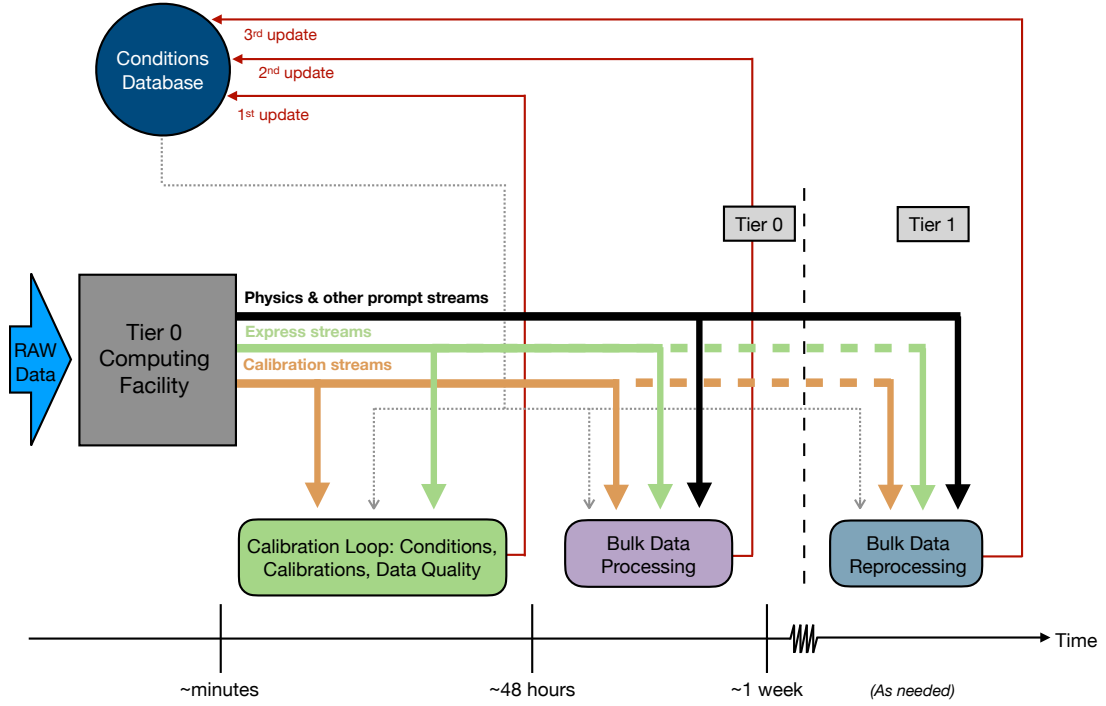 Conditions
Database
3rd update
2nd update
1st update
Tier 0
Tier 1
RAW
Data
Tier 0
Computing
Facility
Physics & other prompt streams
Express streams
Calibration streams
Calibration Loop: Conditions,
Calibrations, Data Quality
Bulk Data
Processing
Bulk Data
Reprocessing
Time
~minutes
~48 hours
~1 week
(As needed)